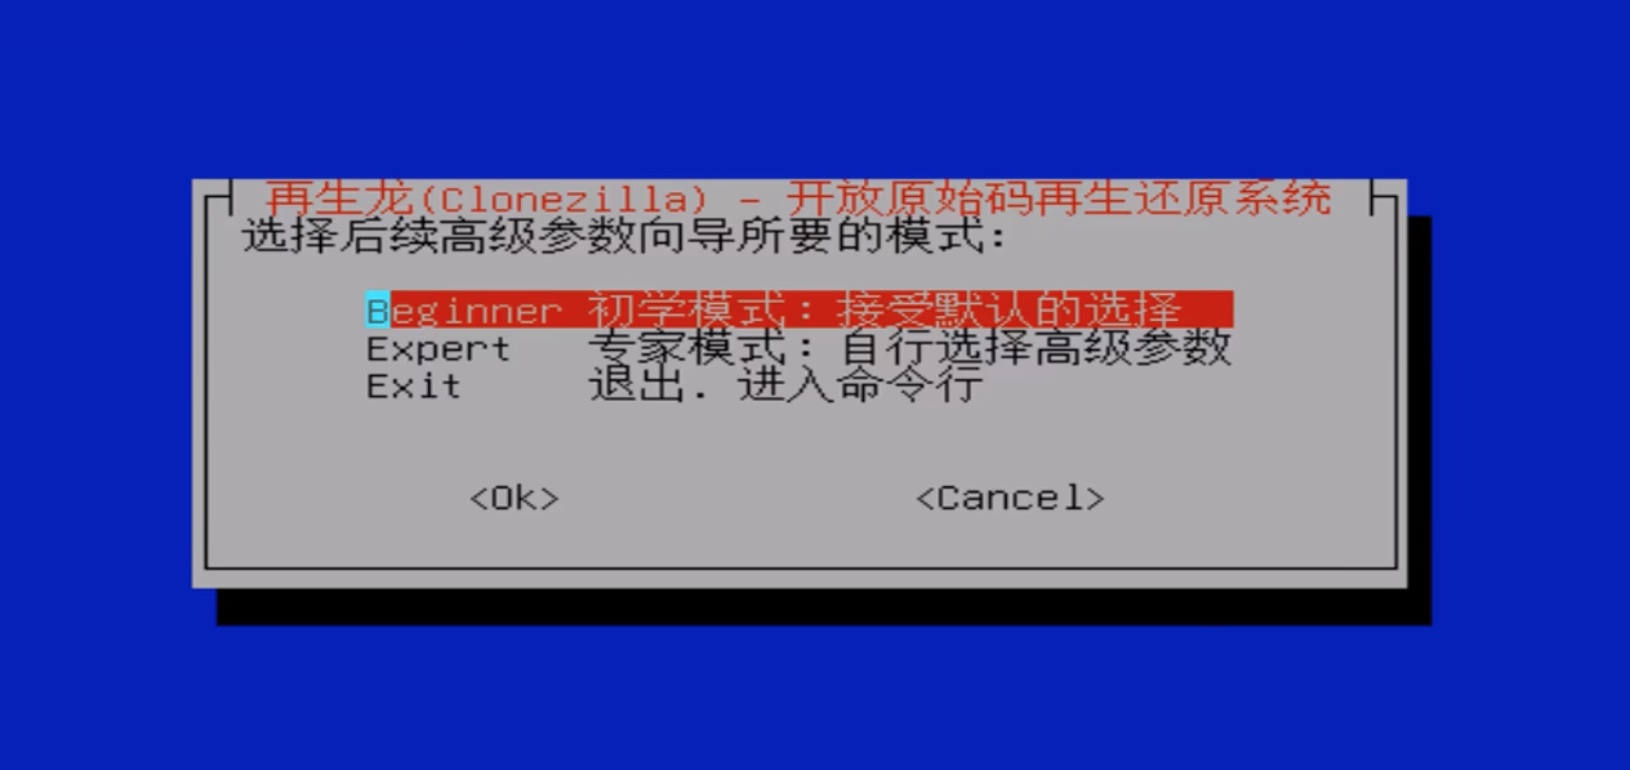 再生龙(Clonezilla) - 开放原始码再生还原系统
选择后续高级参数向导所要的模式:
Beginner 初学模式: 接受默认的选择
Expert 专家模式: 自行选择高级参数
Exit 退出. 进入命令行
<Ok> <Cancel>